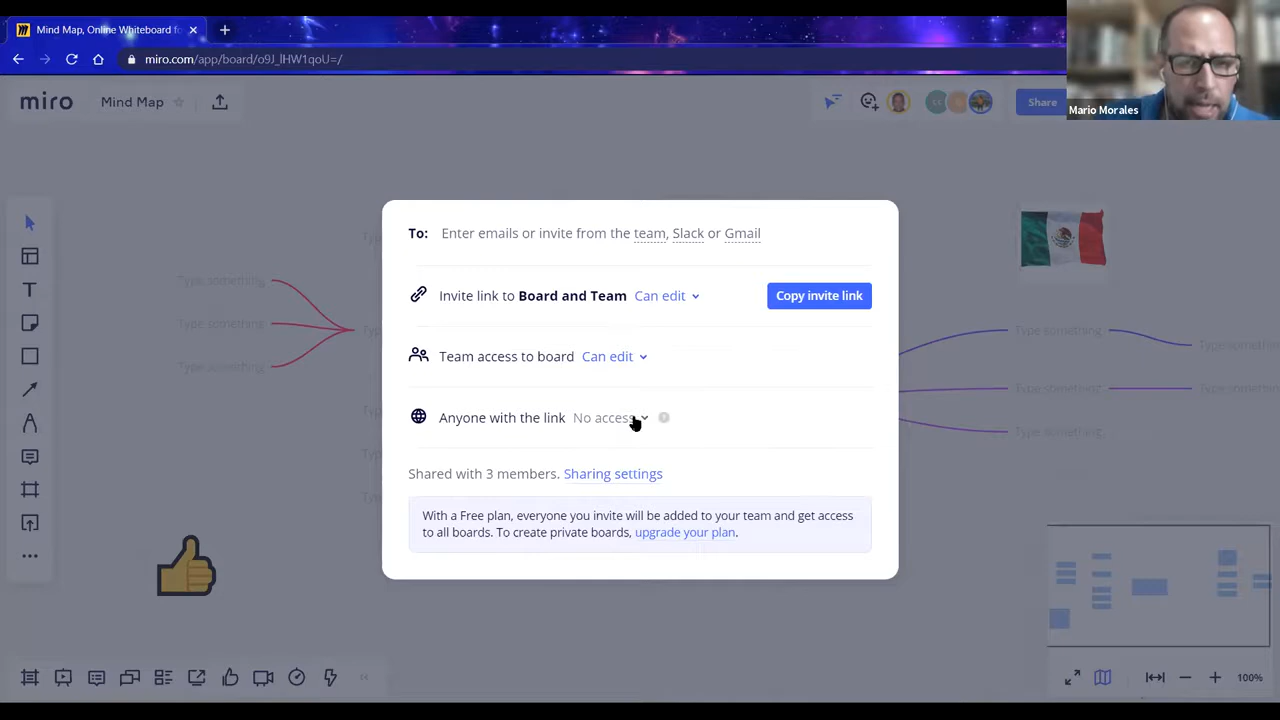 Mind Map, Online Whiteboard fo
miro.com/app/board/o9J_lHW1qoU=/
Mario Morales
miro
Mind Map
Share
To: Enter emails or invite from the team, Slack or Gmail
Invite link to Board and Team Can edit
Copy invite link
Team access to board Can edit
Anyone with the link No access
Shared with 3 members. Sharing settings
With a Free plan, everyone you invite will be added to your team and get access
to all boards. To create private boards, upgrade your plan.
Type something
Type something
Type something
Type something
Type something
Type something
Type something
Type something
100%